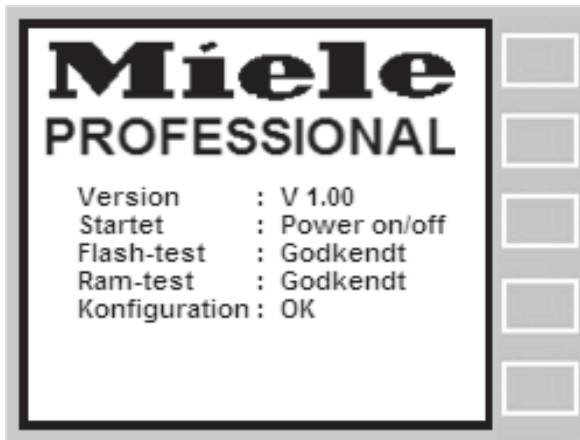 Miele
PROFESSIONAL
Version : V 1.00
Startet : Power on/off
Flash-test : Godkendt
Ram-test : Godkendt
Konfiguration : OK